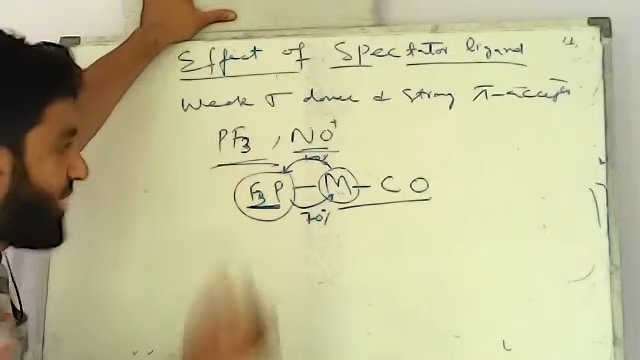 Effect of Spectator ligand
Weak σ donor & strong π-acceptor
PF₃ , NO⁺
F₃P — M — CO
70%